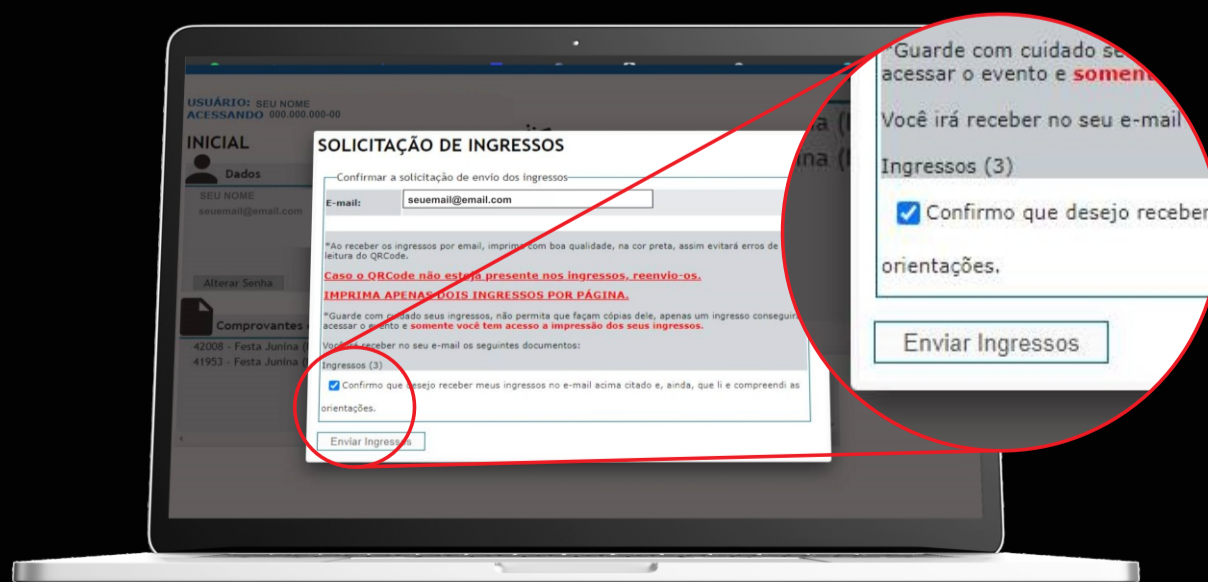 USUÁRIO: SEU NOME
ACESSANDO 000.000.000-00
INICIAL
Dados
SEU NOME
seuemail@email.com
Alterar Senha
Comprovantes
42008 - Festa Junina (
41953 - Festa Junina (
SOLICITAÇÃO DE INGRESSOS
Confirmar a solicitação de envio dos ingressos
E-mail: seuemail@email.com
*Ao receber os ingressos por email, imprima com boa qualidade, na cor preta, assim evitará erros de
leitura do QRCode.
Caso o QRCode não esteja presente nos ingressos, reenvio-os.
IMPRIMA APENAS DOIS INGRESSOS POR PÁGINA.
*Guarde com cuidado seus ingressos, não permita que façam cópias dele, apenas um ingresso conseguirá
acessar o evento e somente você tem acesso a impressão dos seus ingressos.
Você irá receber no seu e-mail os seguintes documentos:
Ingressos (3)
Confirmo que desejo receber meus ingressos no e-mail acima citado e, ainda, que li e compreendi as
orientações.
Enviar Ingressos
*Guarde com cuidado se
acessar o evento e soment
Você irá receber no seu e-mail
Ingressos (3)
Confirmo que desejo receber
orientações.
Enviar Ingressos